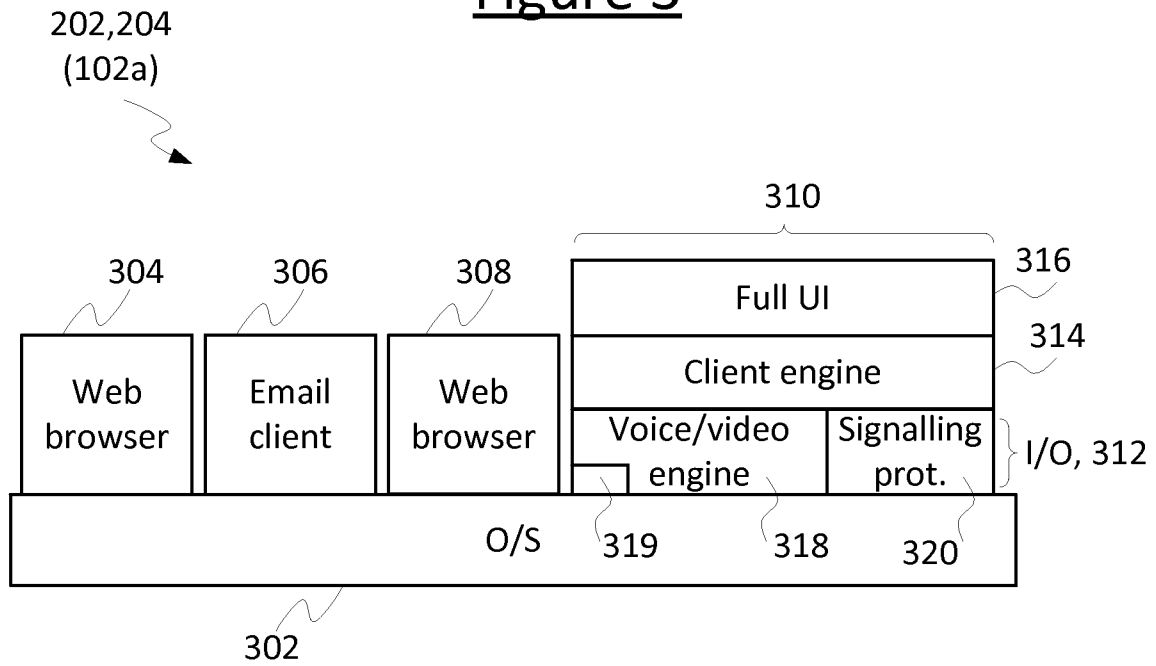 Figure 3
202,204
(102a)
310
304
306
308
316
Full UI
314
Client engine
Web
browser
Email
client
Web
browser
Voice/video
engine
Signalling
prot.
I/O, 312
O/S
319
318
320
302